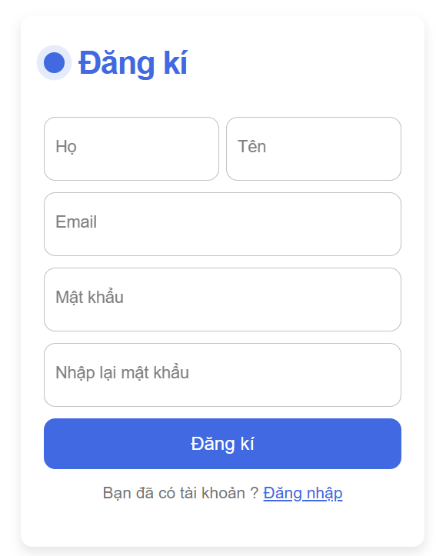 Đăng kí
Họ Tên
Email
Mật khẩu
Nhập lại mật khẩu
Đăng kí
Bạn đã có tài khoản ? Đăng nhập